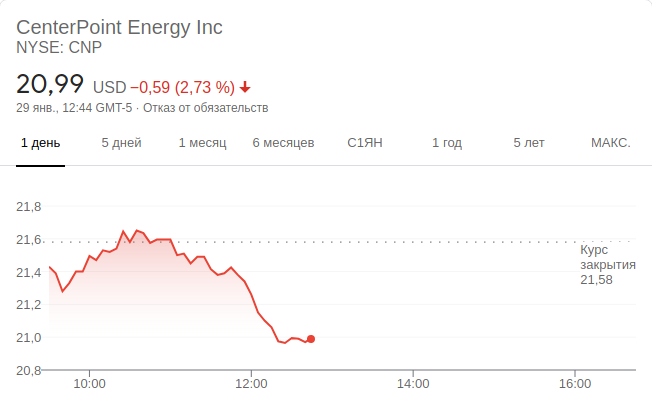 CenterPoint Energy Inc
NYSE: CNP
20,99 USD −0,59 (2,73 %)
29 янв., 12:44 GMT-5 · Отказ от обязательств
1 день 5 дней 1 месяц 6 месяцев С1ЯН 1 год 5 лет МАКС.
21,8
21,6
Курс
закрытия
21,58
21,4
21,2
21,0
20,8
10:00 12:00 14:00 16:00